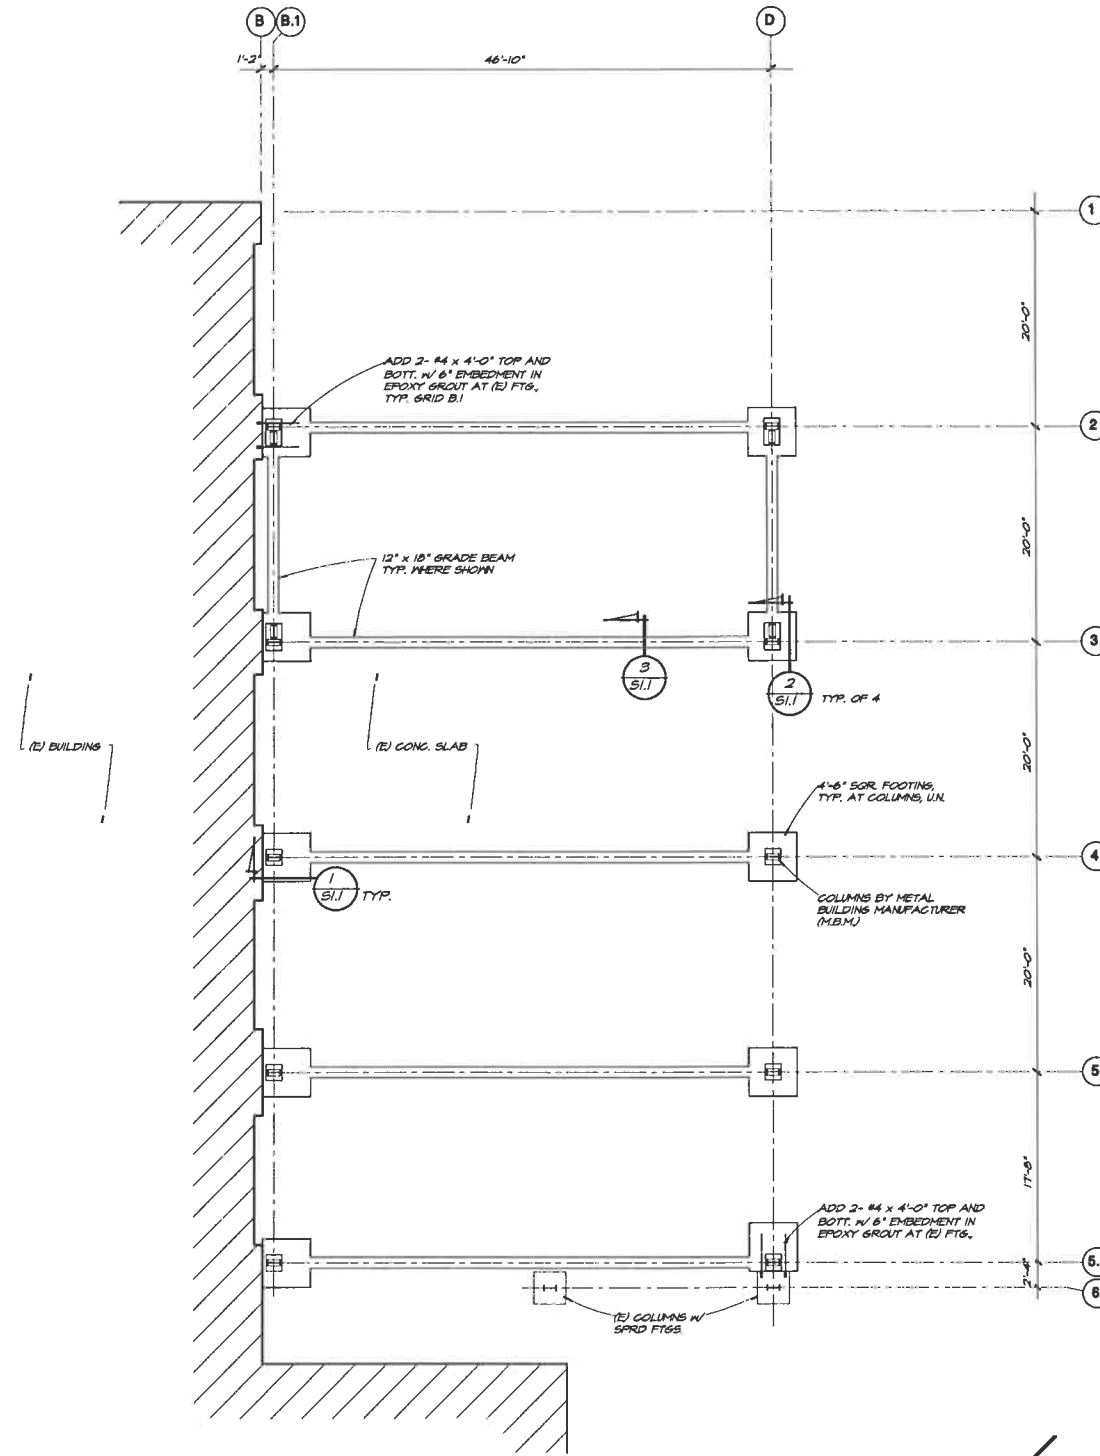 B B.1 D
1'-2" 46'-10"
1
20'-0"
ADD 2- #4 x 4'-0" TOP AND
BOTT. W/ 6" EMBEDMENT IN
EPOXY GROUT AT (E) FTG.,
TYP. GRID B.1
2
20'-0"
12" x 18" GRADE BEAM
TYP. WHERE SHOWN
3
3
S1.1
2
S1.1
TYP. OF 4
(E) BUILDING
(E) CONC. SLAB
20'-0"
4'-6" SQR. FOOTING,
TYP. AT COLUMNS, U.N.
4
1
S1.1
TYP.
COLUMNS BY METAL
BUILDING MANUFACTURER
(M.B.M.)
20'-0"
5
17'-8"
ADD 2- #4 x 4'-0" TOP AND
BOTT. W/ 6" EMBEDMENT IN
EPOXY GROUT AT (E) FTG.,
5.
2'-4"
6
(E) COLUMNS W/
SPRD FTGS.